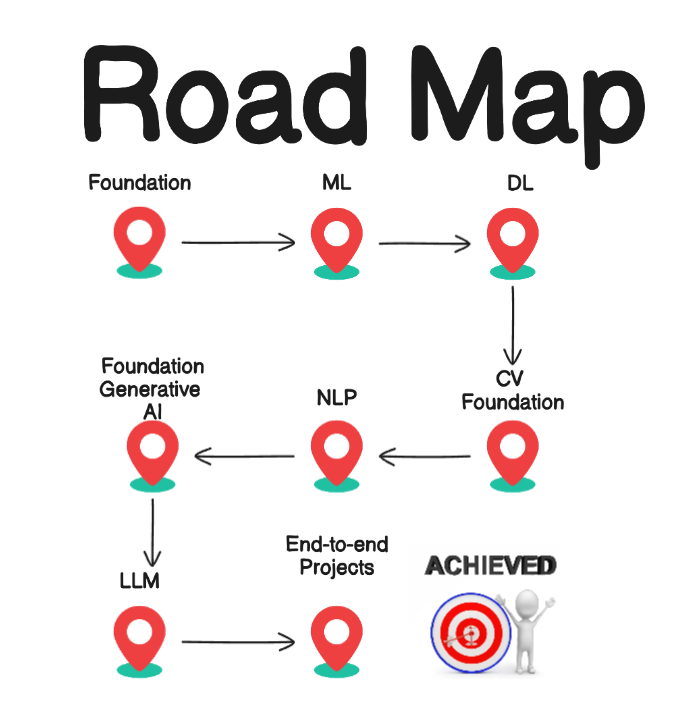 Road Map
Foundation
ML
DL
CV
Foundation
NLP
Foundation
Generative
AI
LLM
End-to-end
Projects
ACHIEVED